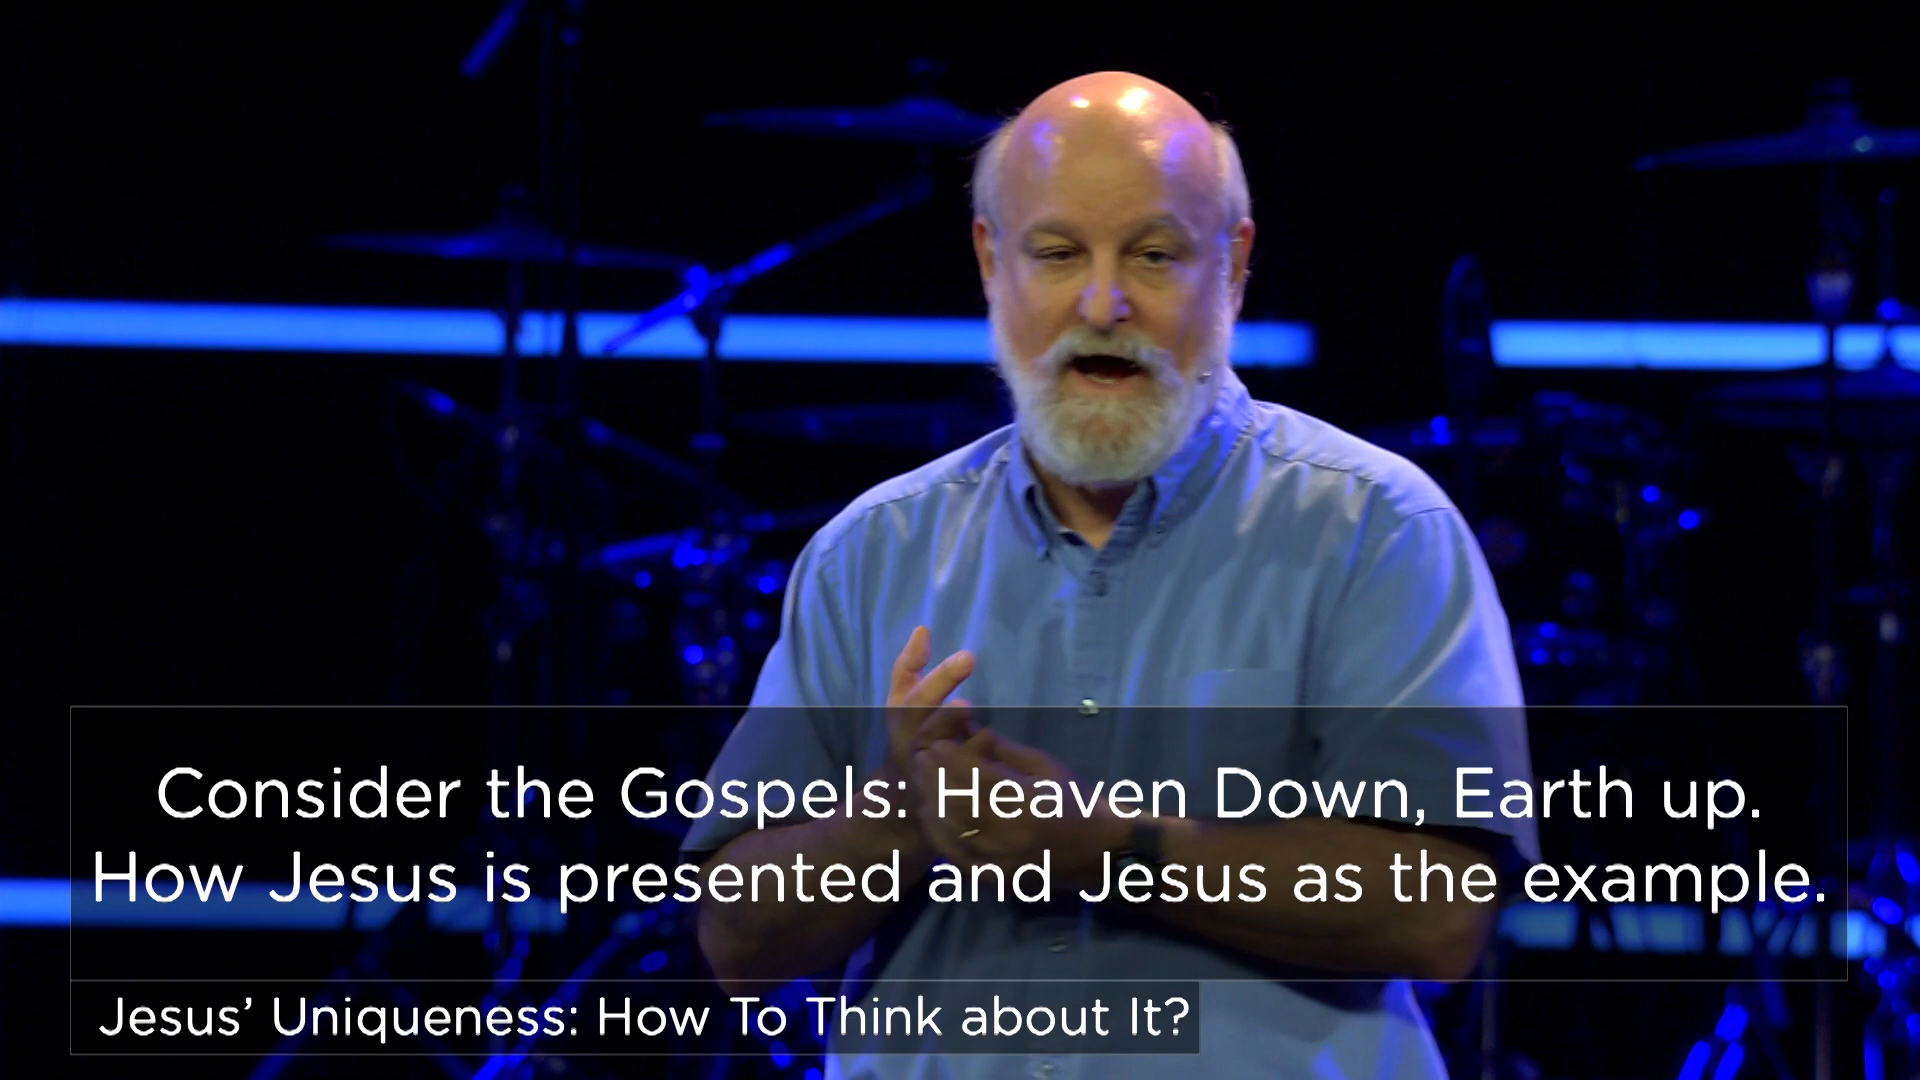 Consider the Gospels: Heaven Down, Earth up.
How Jesus is presented and Jesus as the example.
Jesus’ Uniqueness: How To Think about It?